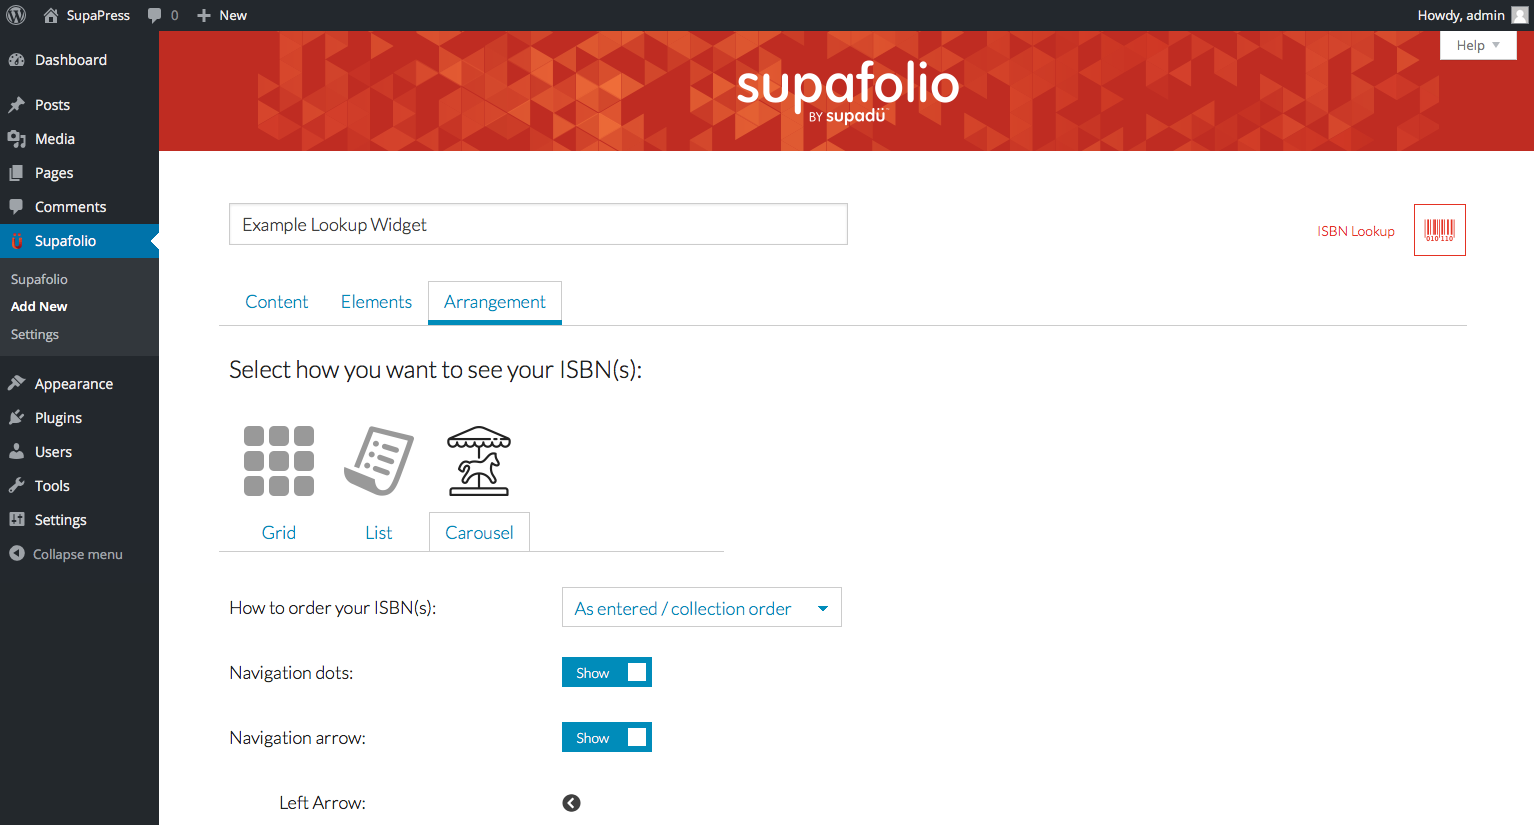 SupaPress 0 New Howdy, admin
Help
Dashboard
Posts
Media
Pages
Comments
Supafolio
Supafolio
Add New
Settings
Appearance
Plugins
Users
Tools
Settings
Collapse menu
supafolio
BY supadü™
Example Lookup Widget
ISBN Lookup
010 110
Content Elements Arrangement
Select how you want to see your ISBN(s):
Grid List Carousel
How to order your ISBN(s): As entered / collection order
Navigation dots: Show
Navigation arrow: Show
Left Arrow: